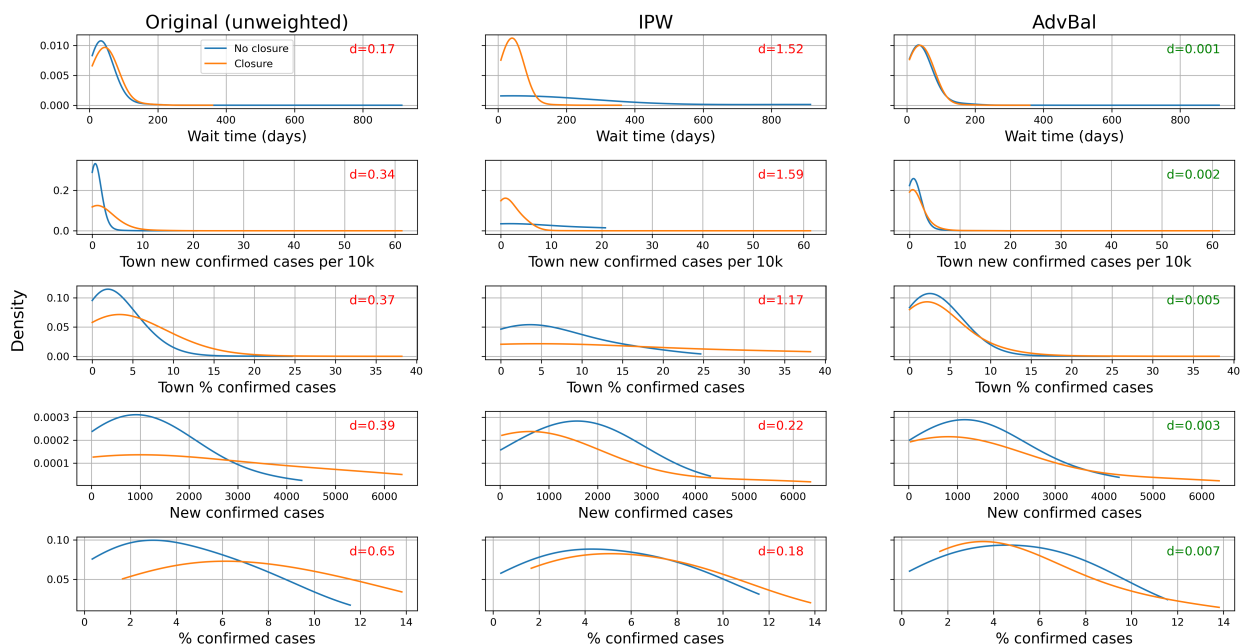 Original (unweighted) IPW AdvBal
Density
0.010
0.005
0.000
No closure
Closure
d=0.17
0 200 400 600 800
Wait time (days)
d=1.52
0 200 400 600 800
Wait time (days)
d=0.001
0 200 400 600 800
Wait time (days)
0.2
0.0
d=0.34
0 10 20 30 40 50 60
Town new confirmed cases per 10k
d=1.59
0 10 20 30 40 50 60
Town new confirmed cases per 10k
d=0.002
0 10 20 30 40 50 60
Town new confirmed cases per 10k
0.10
0.05
0.00
d=0.37
0 5 10 15 20 25 30 35 40
Town % confirmed cases
d=1.17
0 5 10 15 20 25 30 35
Town % confirmed cases
d=0.005
0 5 10 15 20 25 30 35 40
Town % confirmed cases
0.0003
0.0002
0.0001
d=0.39
0 1000 2000 3000 4000 5000 6000
New confirmed cases
d=0.22
0 1000 2000 3000 4000 5000 6000
New confirmed cases
d=0.003
0 1000 2000 3000 4000 5000 6000
New confirmed cases
0.10
0.05
d=0.65
0 2 4 6 8 10 12 14
% confirmed cases
d=0.18
0 2 4 6 8 10 12 14
% confirmed cases
d=0.007
0 2 4 6 8 10 12 14
% confirmed cases